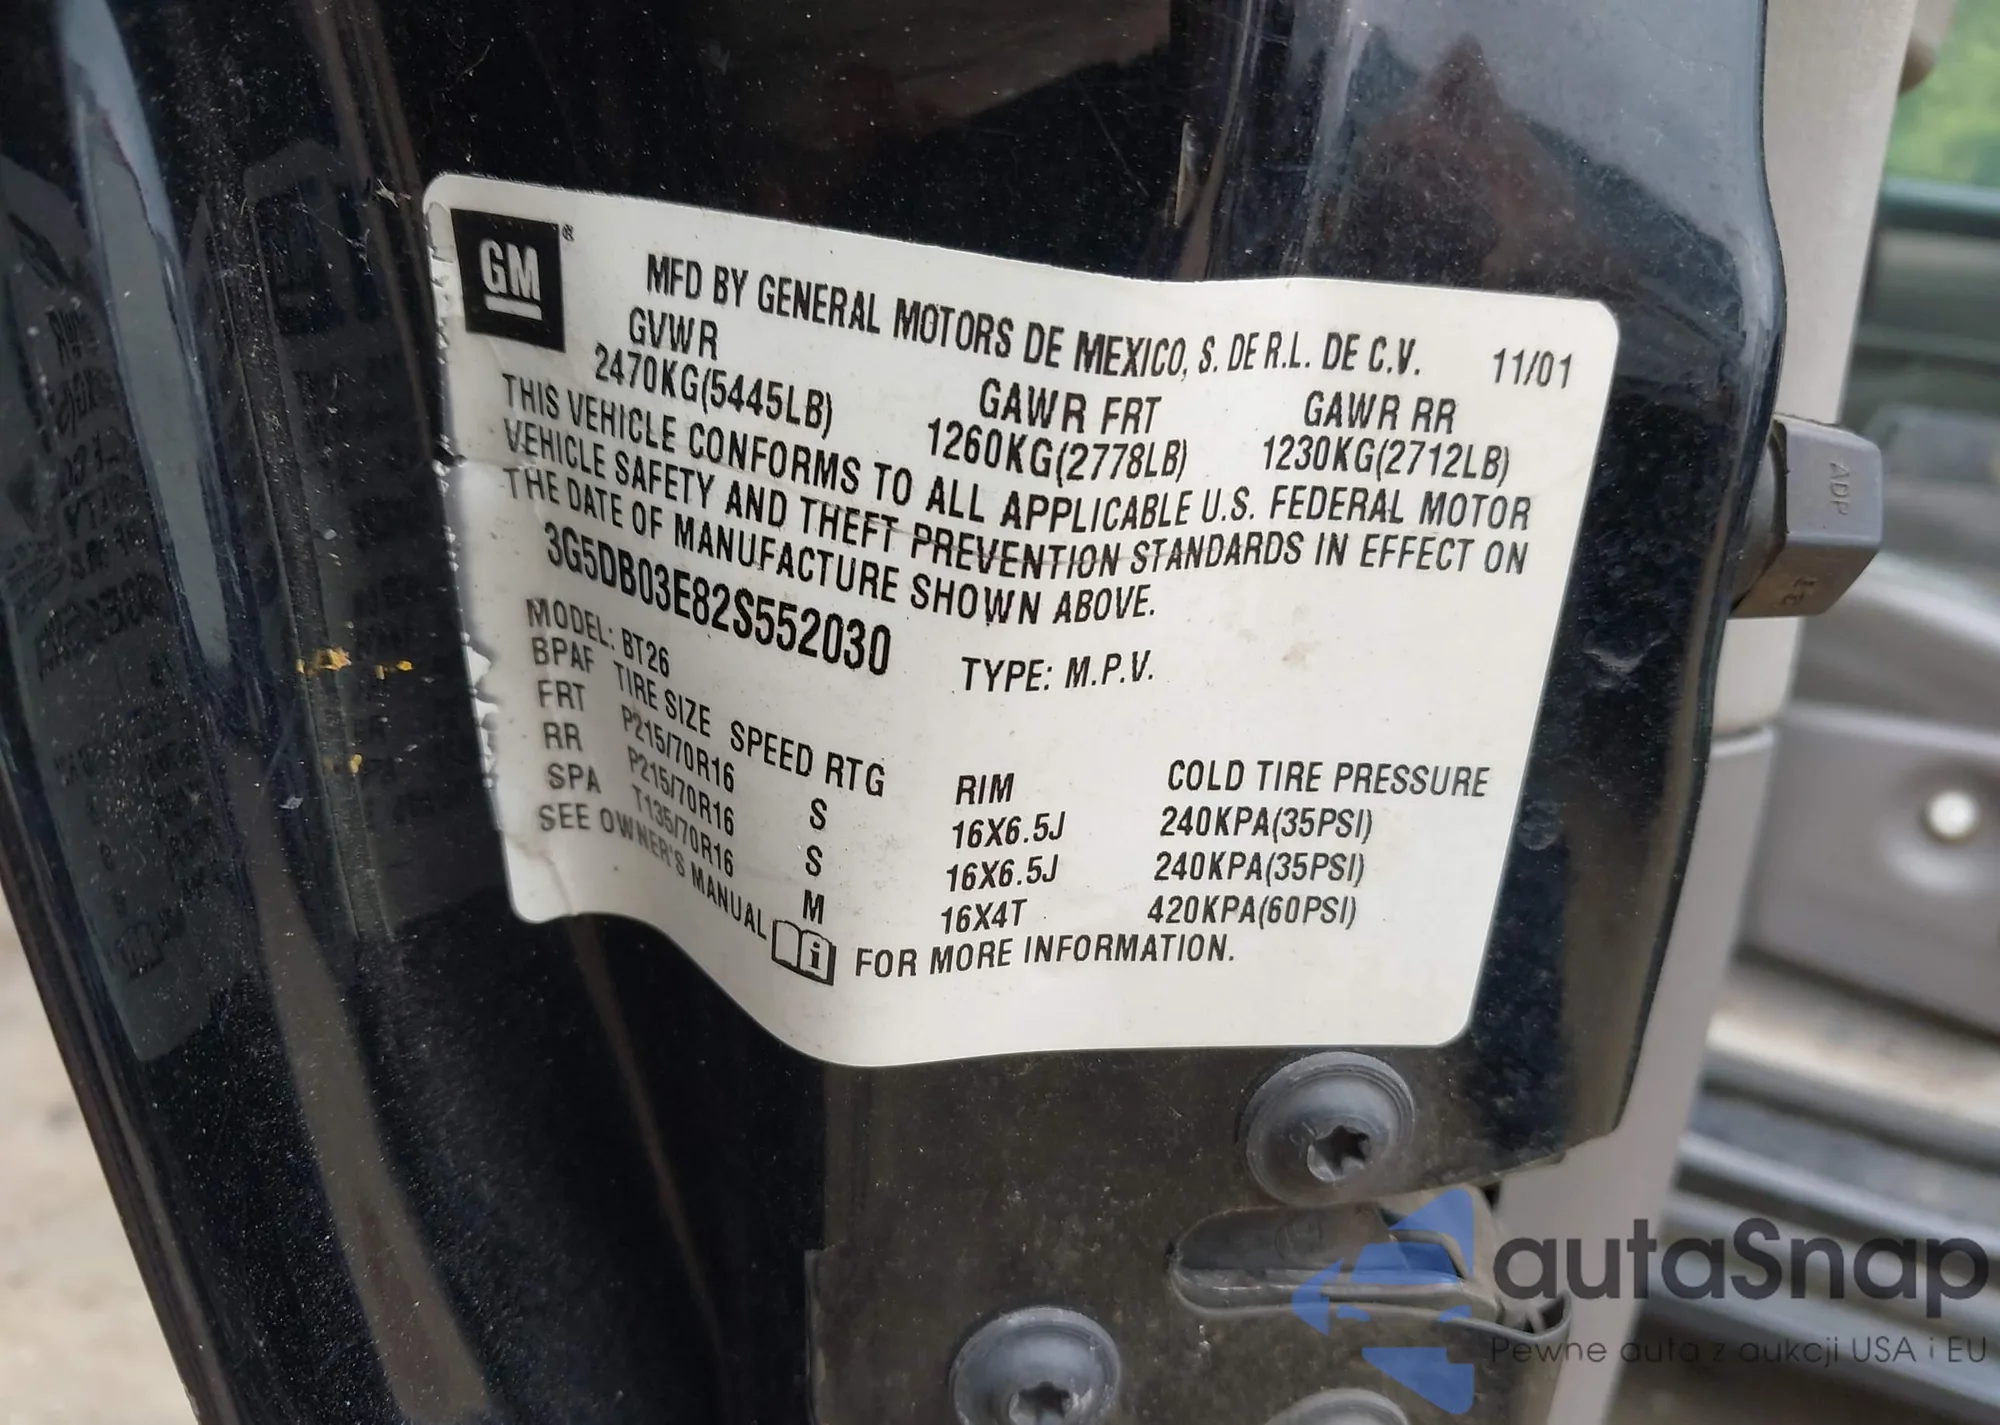 GM®
MFD BY GENERAL MOTORS DE MEXICO, S. DE R.L. DE C.V. 11/01
GVWR GAWR FRT GAWR RR
2470KG(5445LB) 1260KG(2778LB) 1230KG(2712LB)
THIS VEHICLE CONFORMS TO ALL APPLICABLE U.S. FEDERAL MOTOR
VEHICLE SAFETY AND THEFT PREVENTION STANDARDS IN EFFECT ON
THE DATE OF MANUFACTURE SHOWN ABOVE.
3G5DB03E82S552030 TYPE: M.P.V.
MODEL: BT26
BPAF TIRE SIZE SPEED RTG RIM COLD TIRE PRESSURE
FRT P215/70R16 S 16X6.5J 240KPA(35PSI)
RR P215/70R16 S 16X6.5J 240KPA(35PSI)
SPA T135/70R16 M 16X4T 420KPA(60PSI)
SEE OWNER'S MANUAL FOR MORE INFORMATION.
ADP
autaSnap
Pewne auta z aukcji USA i EU